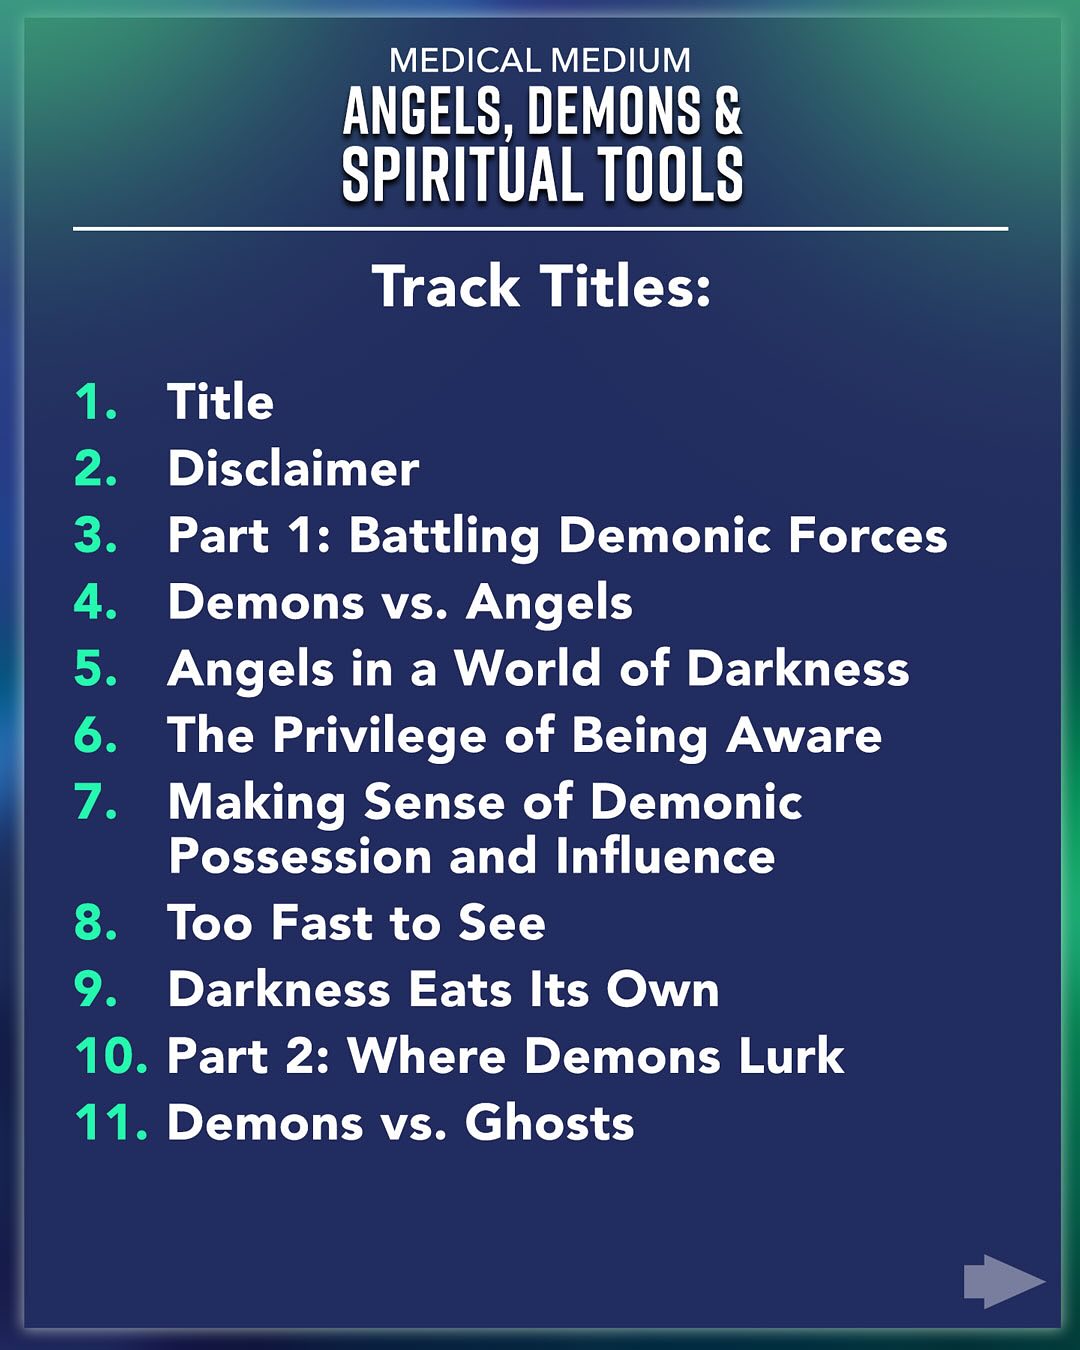 MEDICAL MEDIUM
ANGELS, DEMONS &
SPIRITUAL TOOLS
Track Titles:
1. Title
2. Disclaimer
3. Part 1: Battling Demonic Forces
4. Demons vs. Angels
5. Angels in a World of Darkness
6. The Privilege of Being Aware
7. Making Sense of Demonic
Possession and Influence
8. Too Fast to See
9. Darkness Eats Its Own
10. Part 2: Where Demons Lurk
11. Demons vs. Ghosts